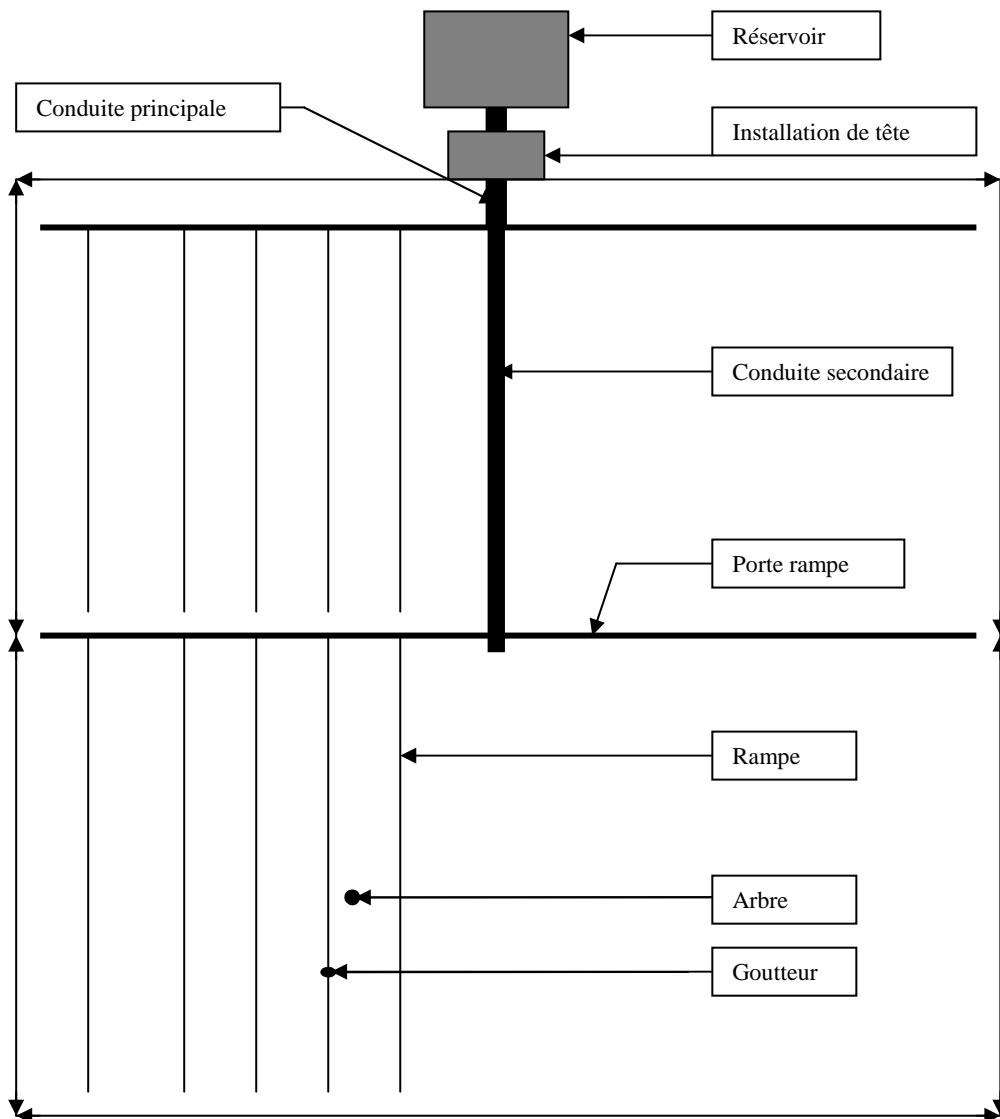 Réservoir
Conduite principale
Installation de tête
Conduite secondaire
Porte rampe
Rampe
Arbre
Goutteur